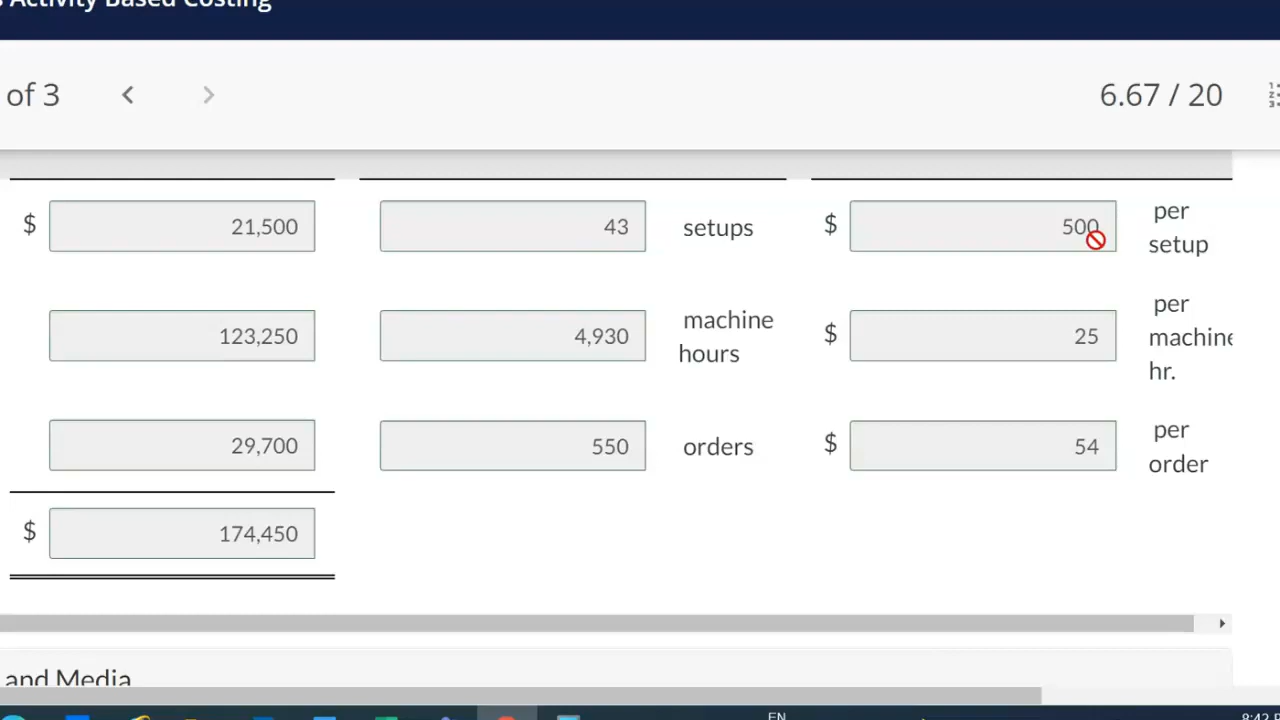 Activity Based Costing
of 3 6.67 / 20
$ 21,500 43 setups $ 500 per
setup
123,250 4,930 machine
hours $ 25 per
machine
hr.
29,700 550 orders $ 54 per
order
$ 174,450
and Media
EN